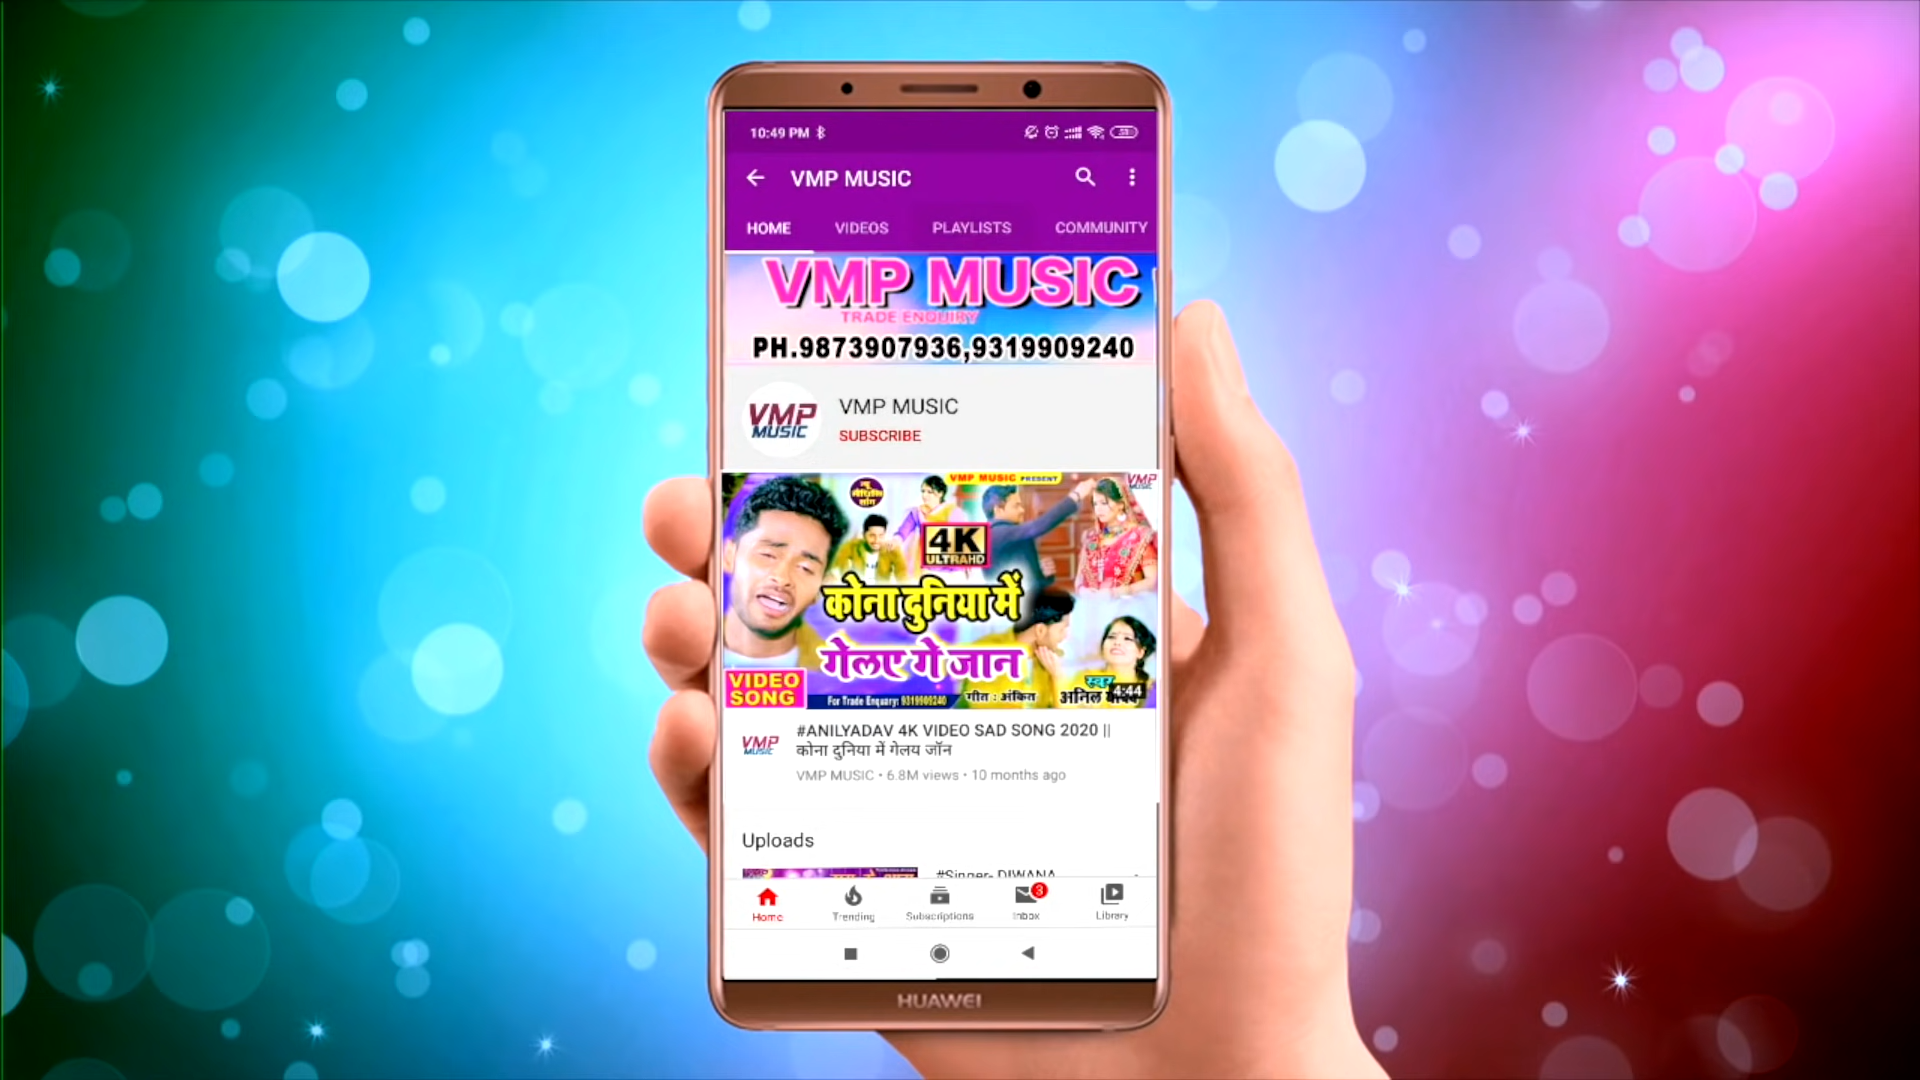 10:49 PM
VMP MUSIC
HOME VIDEOS PLAYLISTS COMMUNITY
VMP MUSIC
TRADE ENQUIRY
PH.9873907936,9319909240
VMP MUSIC
VMP MUSIC
SUBSCRIBE
VMP MUSIC PRESENT
VMP MUSIC
4K
ULTRAHD
कोना दुनिया में
गेलए गे जान
VIDEO SONG
For Trade Enquary: 9319909240
गीत : अंकित
स्वर
अनिल यादव
4:44
VMP MUSIC
#ANILYADAV 4K VIDEO SAD SONG 2020 ||
कोना दुनिया में गेलय जॉन
VMP MUSIC • 6.8M views • 10 months ago
Uploads
#Singer- DIWANA
3
Home Trending Subscriptions Inbox Library
HUAWEI